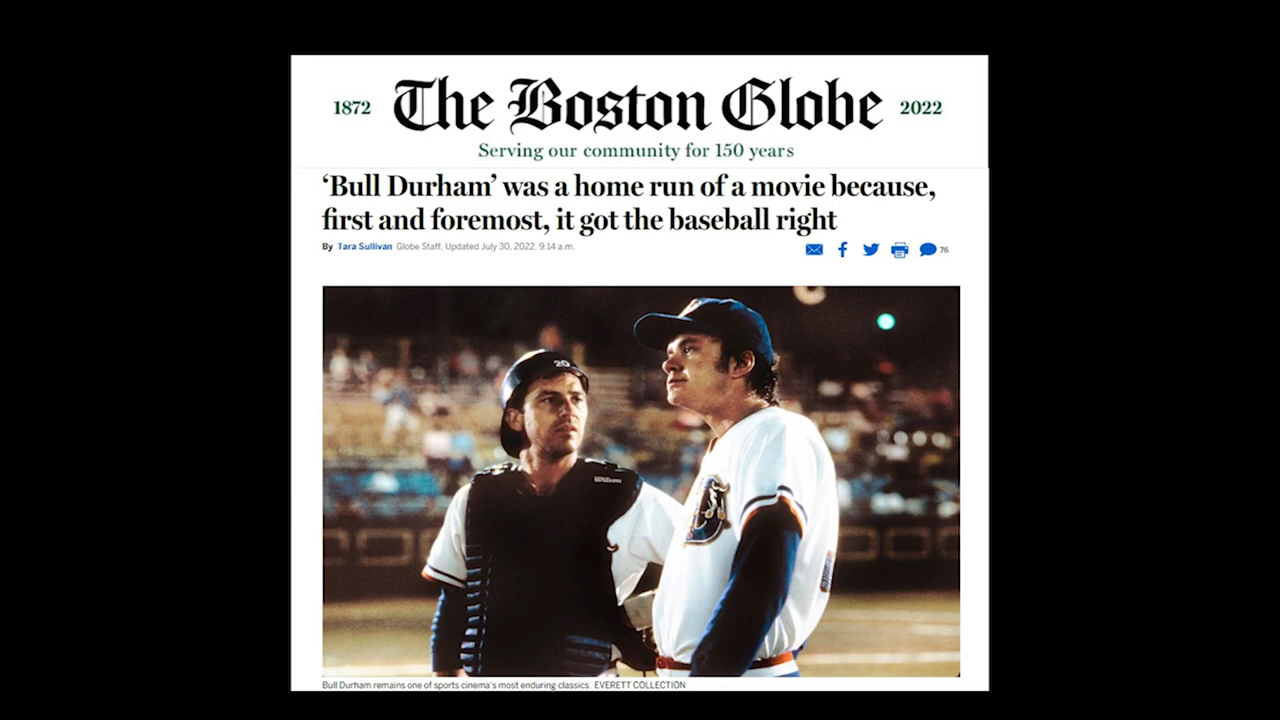 1872 The Boston Globe 2022
Serving our community for 150 years
‘Bull Durham’ was a home run of a movie because,
first and foremost, it got the baseball right
By Tara Sullivan Globe Staff, Updated July 30, 2022, 9:14 a.m.
76
20
Wilson
Bull Durham remains one of sports cinema's most enduring classics. EVERETT COLLECTION